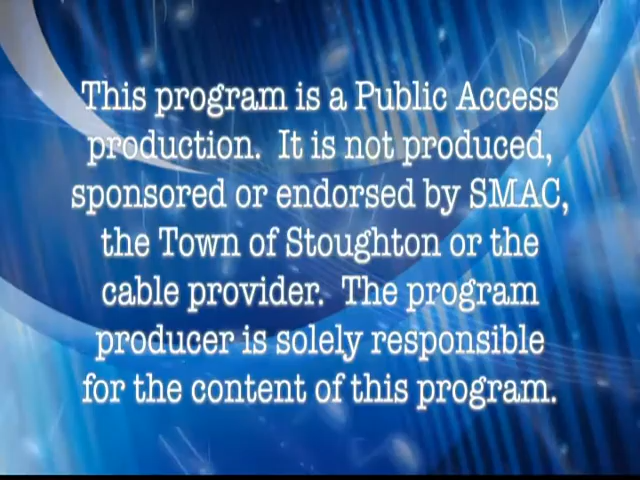 This program is a Public Access
production.  It is not produced,
sponsored or endorsed by SMAC,
the Town of Stoughton or the
cable provider.  The program
producer is solely responsible
for the content of this program.